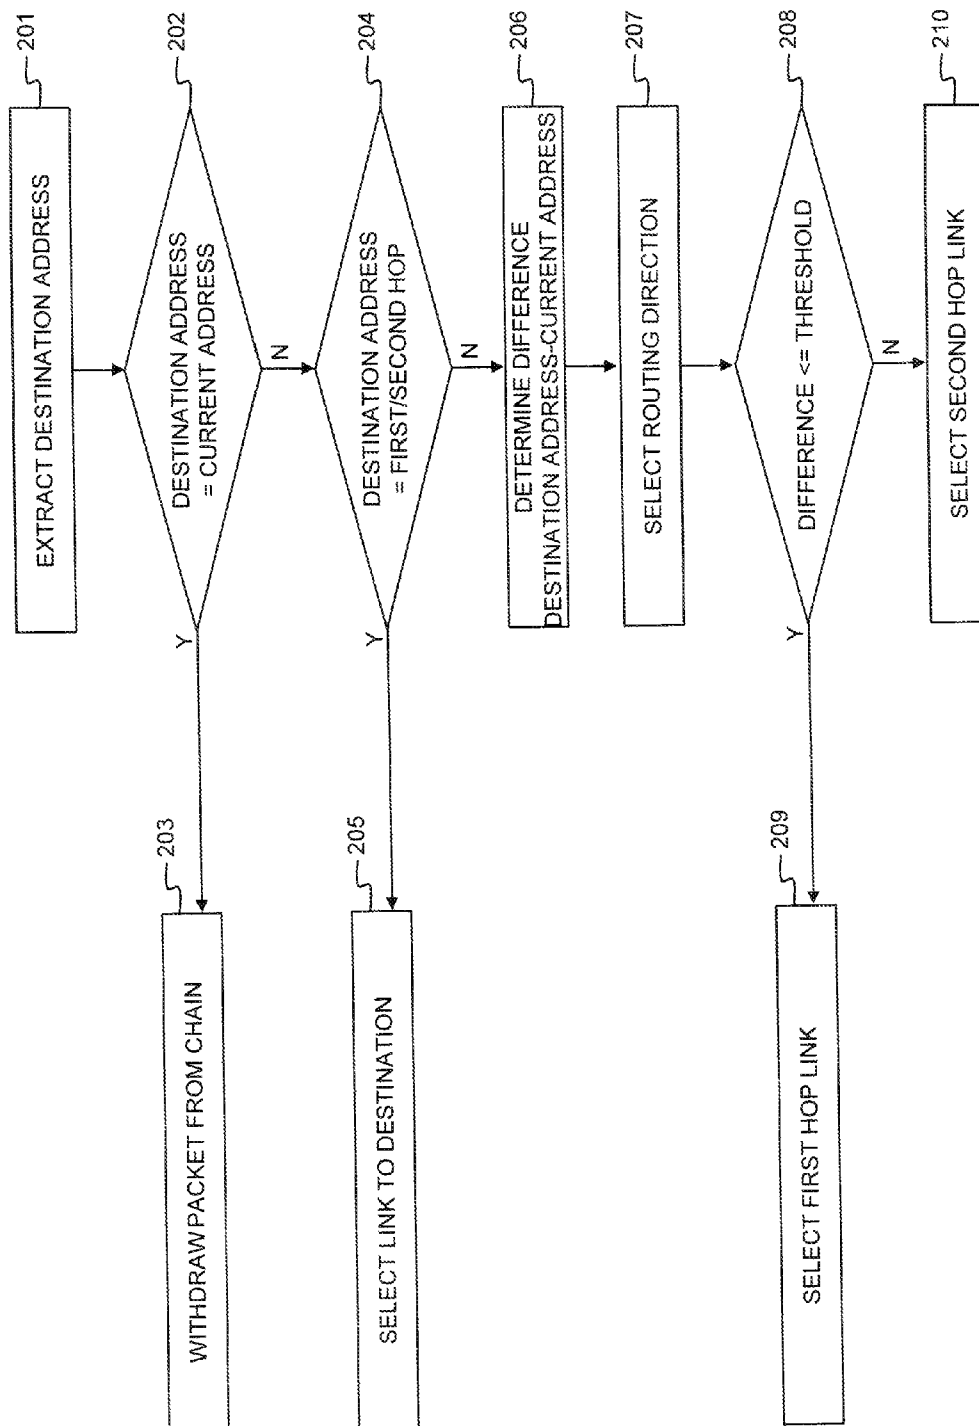 EXTRACT DESTINATION ADDRESS
201
DESTINATION ADDRESS
= CURRENT ADDRESS
202
Y
N
WITHDRAW PACKET FROM CHAIN
203
DESTINATION ADDRESS
= FIRST/SECOND HOP
204
Y
N
SELECT LINK TO DESTINATION
205
DETERMINE DIFFERENCE
DESTINATION ADDRESS-CURRENT ADDRESS
206
SELECT ROUTING DIRECTION
207
DIFFERENCE <= THRESHOLD
208
Y
N
SELECT FIRST HOP LINK
209
SELECT SECOND HOP LINK
210